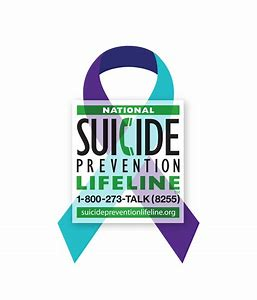 NATIONAL
SUICIDE
PREVENTION
LIFELINE
1-800-273-TALK (8255)
suicidepreventionlifeline.org